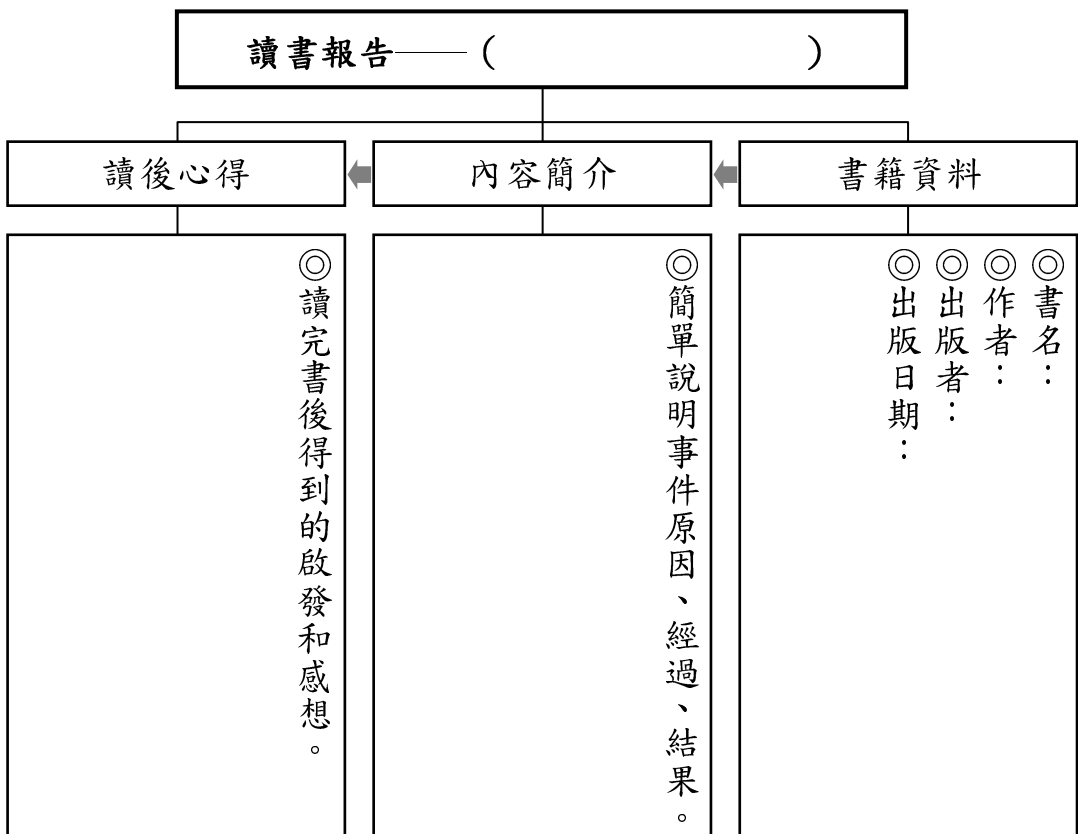 讀書報告——（　　　　　）
書籍資料
內容簡介
讀後心得
◎書名：
◎作者：
◎出版者：
◎出版日期：
◎簡單說明事件原因、經過、結果。
◎讀完書後得到的啟發和感想。